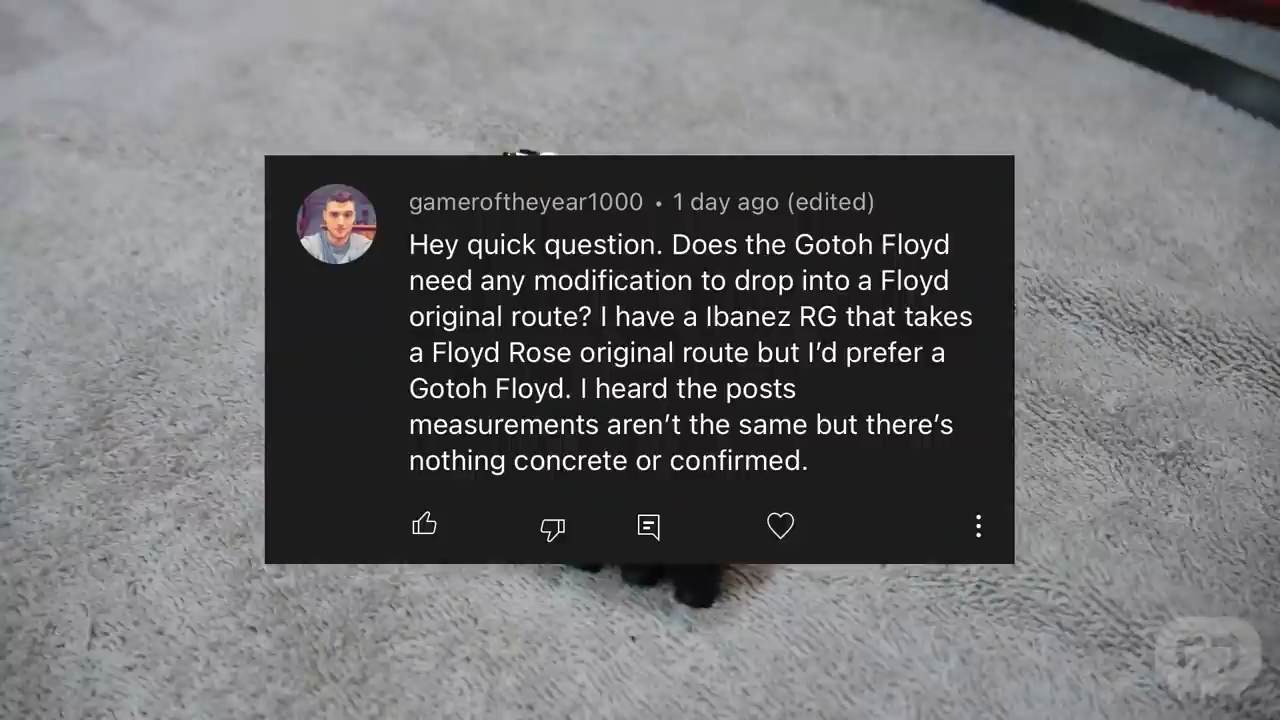 gameroftheyear1000 • 1 day ago (edited)
Hey quick question. Does the Gotoh Floyd
need any modification to drop into a Floyd
original route? I have a Ibanez RG that takes
a Floyd Rose original route but I’d prefer a
Gotoh Floyd. I heard the posts
measurements aren’t the same but there’s
nothing concrete or confirmed.